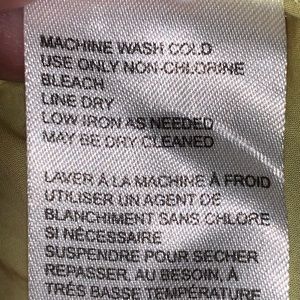 MACHINE WASH COLD
USE ONLY NON-CHLORINE
BLEACH
LINE DRY
LOW IRON AS NEEDED
MAY BE DRY CLEANED
LAVER À LA MACHINE À FROID
UTILISER UN AGENT DE
BLANCHIMENT SANS CHLORE
SI NÉCESSAIRE
SUSPENDRE POUR SÉCHER
REPASSER, AU BESOIN, À
TRÈS BASSE TEMPÉRATURE